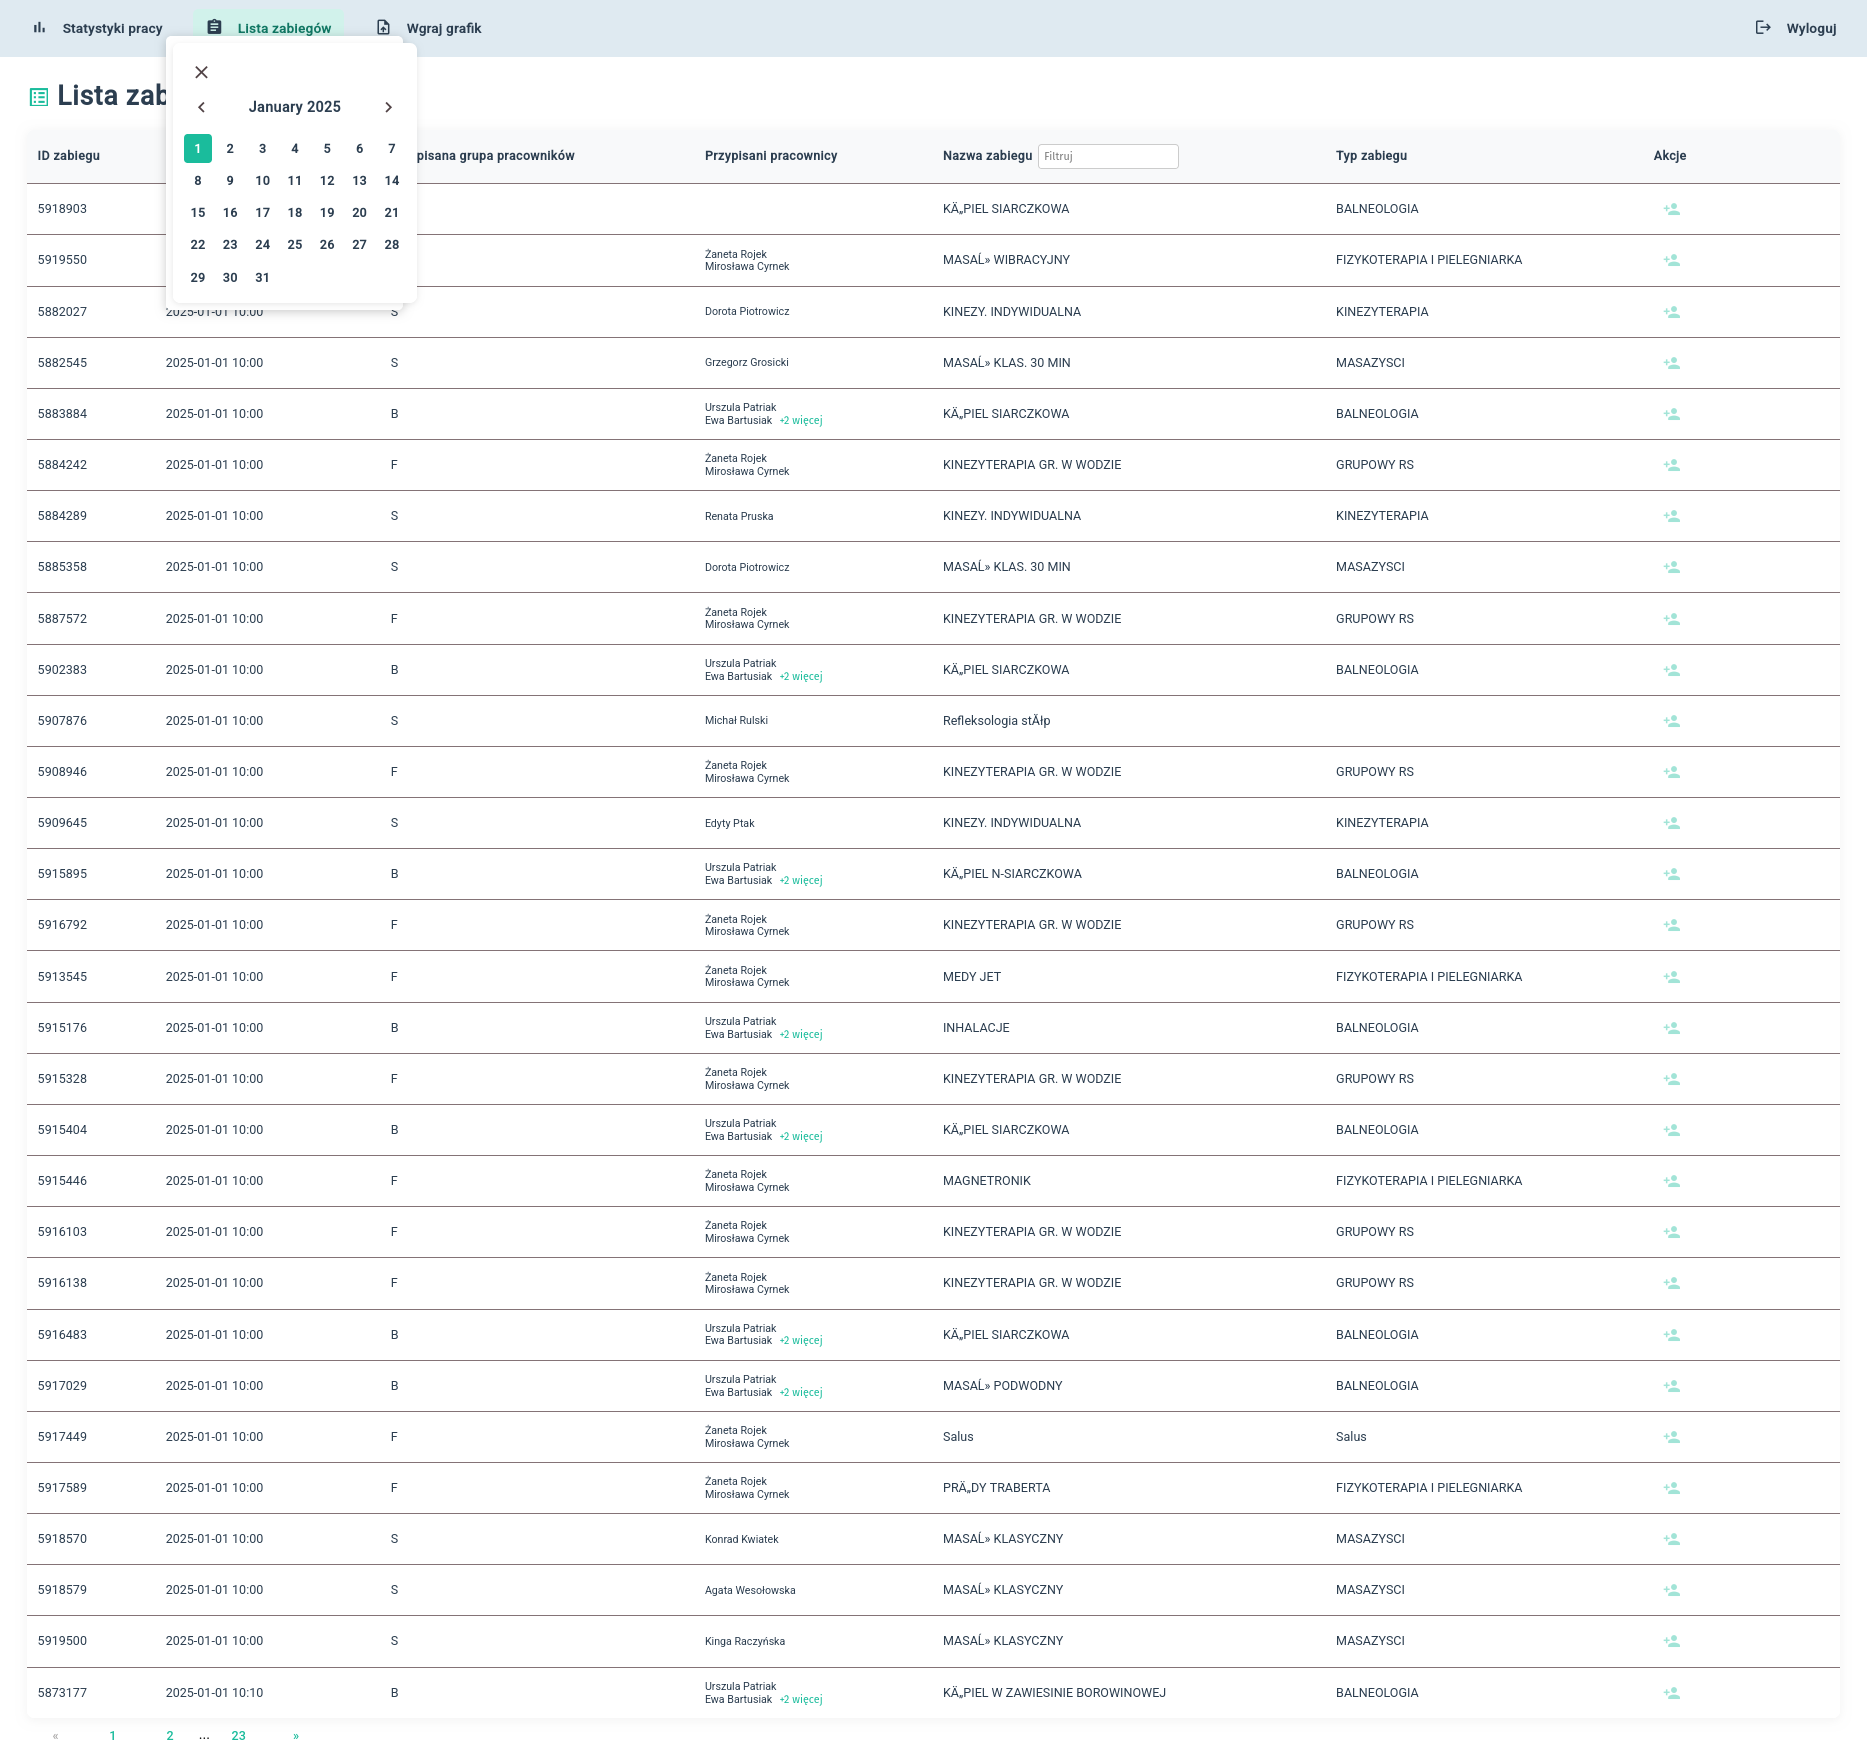 Statystyki pracy
Lista zabiegów
Wgraj grafik
Wyloguj
Lista zab
January 2025
1 2 3 4 5 6 7
8 9 10 11 12 13 14
15 16 17 18 19 20 21
22 23 24 25 26 27 28
29 30 31
ID zabiegu pisana grupa pracowników Przypisani pracownicy Nazwa zabiegu Filtruj Typ zabiegu Akcje
5918903 KÄ„PIEL SIARCZKOWA BALNEOLOGIA
5919550 Żaneta Rojek Mirosława Cyrnek MASAĹ» WIBRACYJNY FIZYKOTERAPIA I PIELEGNIARKA
5882027 2025-01-01 10:00 S Dorota Piotrowicz KINEZY. INDYWIDUALNA KINEZYTERAPIA
5882545 2025-01-01 10:00 S Grzegorz Grosicki MASAĹ» KLAS. 30 MIN MASAZYSCI
5883884 2025-01-01 10:00 B Urszula Patriak Ewa Bartusiak +2 więcej KÄ„PIEL SIARCZKOWA BALNEOLOGIA
5884242 2025-01-01 10:00 F Żaneta Rojek Mirosława Cyrnek KINEZYTERAPIA GR. W WODZIE GRUPOWY RS
5884289 2025-01-01 10:00 S Renata Pruska KINEZY. INDYWIDUALNA KINEZYTERAPIA
5885358 2025-01-01 10:00 S Dorota Piotrowicz MASAĹ» KLAS. 30 MIN MASAZYSCI
5887572 2025-01-01 10:00 F Żaneta Rojek Mirosława Cyrnek KINEZYTERAPIA GR. W WODZIE GRUPOWY RS
5902383 2025-01-01 10:00 B Urszula Patriak Ewa Bartusiak +2 więcej KÄ„PIEL SIARCZKOWA BALNEOLOGIA
5907876 2025-01-01 10:00 S Michał Rulski Refleksologia stĂłp
5908946 2025-01-01 10:00 F Żaneta Rojek Mirosława Cyrnek KINEZYTERAPIA GR. W WODZIE GRUPOWY RS
5909645 2025-01-01 10:00 S Edyty Ptak KINEZY. INDYWIDUALNA KINEZYTERAPIA
5915895 2025-01-01 10:00 B Urszula Patriak Ewa Bartusiak +2 więcej KÄ„PIEL N-SIARCZKOWA BALNEOLOGIA
5916792 2025-01-01 10:00 F Żaneta Rojek Mirosława Cyrnek KINEZYTERAPIA GR. W WODZIE GRUPOWY RS
5913545 2025-01-01 10:00 F Żaneta Rojek Mirosława Cyrnek MEDY JET FIZYKOTERAPIA I PIELEGNIARKA
5915176 2025-01-01 10:00 B Urszula Patriak Ewa Bartusiak +2 więcej INHALACJE BALNEOLOGIA
5915328 2025-01-01 10:00 F Żaneta Rojek Mirosława Cyrnek KINEZYTERAPIA GR. W WODZIE GRUPOWY RS
5915404 2025-01-01 10:00 B Urszula Patriak Ewa Bartusiak +2 więcej KÄ„PIEL SIARCZKOWA BALNEOLOGIA
5915446 2025-01-01 10:00 F Żaneta Rojek Mirosława Cyrnek MAGNETRONIK FIZYKOTERAPIA I PIELEGNIARKA
5916103 2025-01-01 10:00 F Żaneta Rojek Mirosława Cyrnek KINEZYTERAPIA GR. W WODZIE GRUPOWY RS
5916138 2025-01-01 10:00 F Żaneta Rojek Mirosława Cyrnek KINEZYTERAPIA GR. W WODZIE GRUPOWY RS
5916483 2025-01-01 10:00 B Urszula Patriak Ewa Bartusiak +2 więcej KÄ„PIEL SIARCZKOWA BALNEOLOGIA
5917029 2025-01-01 10:00 B Urszula Patriak Ewa Bartusiak +2 więcej MASAĹ» PODWODNY BALNEOLOGIA
5917449 2025-01-01 10:00 F Żaneta Rojek Mirosława Cyrnek Salus Salus
5917589 2025-01-01 10:00 F Żaneta Rojek Mirosława Cyrnek PRÄ„DY TRABERTA FIZYKOTERAPIA I PIELEGNIARKA
5918570 2025-01-01 10:00 S Konrad Kwiatek MASAĹ» KLASYCZNY MASAZYSCI
5918579 2025-01-01 10:00 S Agata Wesołowska MASAĹ» KLASYCZNY MASAZYSCI
5919500 2025-01-01 10:00 S Kinga Raczyńska MASAĹ» KLASYCZNY MASAZYSCI
5873177 2025-01-01 10:10 B Urszula Patriak Ewa Bartusiak +2 więcej KÄ„PIEL W ZAWIESINIE BOROWINOWEJ BALNEOLOGIA
« 1 2 ... 23 »